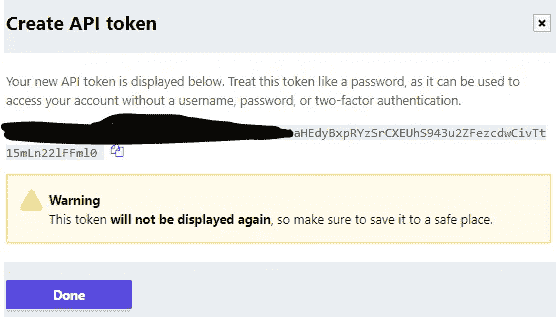 Create API token
Your new API token is displayed below. Treat this token like a password, as it can be used to
access your account without a username, password, or two-factor authentication.
aHEdyBxpRYzSrCXEUhS943u2ZFezcdwCivTt
15mLn22lFFml0
Warning
This token will not be displayed again, so make sure to save it to a safe place.
Done